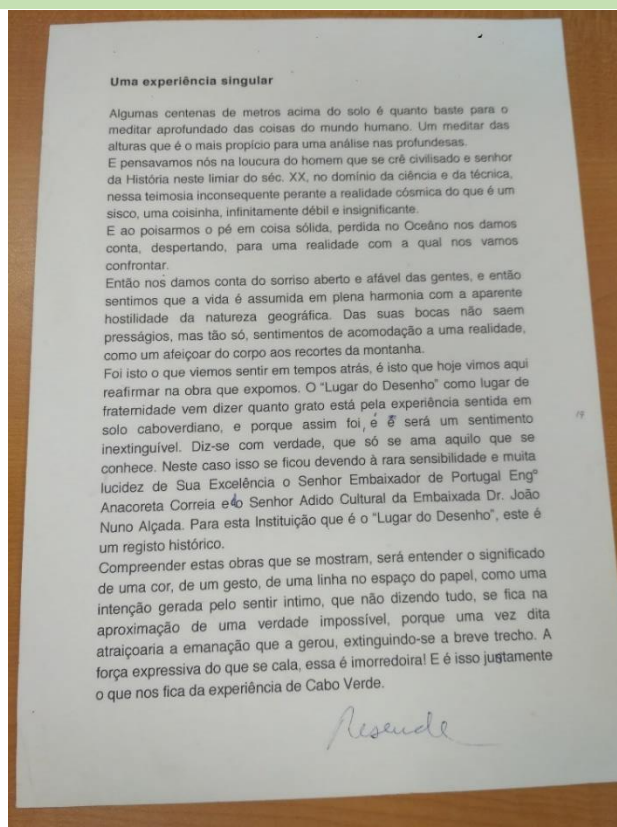 Uma experiência singular
Algumas centenas de metros acima do solo é quanto baste para o
meditar aprofundado das coisas do mundo humano. Um meditar das
alturas que é o mais propício para uma análise nas profundesas.
E pensavamos nós na loucura do homem que se crê civilisado e senhor
da História neste limiar do séc. XX, no domínio da ciência e da técnica,
nessa teimosia inconsequente perante a realidade cósmica do que é um
sisco, uma coisinha, infinitamente débil e insignificante.
E ao poisarmos o pé em coisa sólida, perdida no Oceâno nos damos
conta, despertando, para uma realidade com a qual nos vamos
confrontar.
Então nos damos conta do sorriso aberto e afável das gentes, e então
sentimos que a vida é assumida em plena harmonia com a aparente
hostilidade da natureza geográfica. Das suas bocas não saem
presságios, mas tão só, sentimentos de acomodação a uma realidade,
como um afeiçoar do corpo aos recortes da montanha.
Foi isto o que viemos sentir em tempos atrás, é isto que hoje vimos aqui
reafirmar na obra que expomos. O "Lugar do Desenho" como lugar de
fraternidade vem dizer quanto grato está pela experiência sentida em
solo caboverdiano, e porque assim foi, é e será um sentimento
inextinguível. Diz-se com verdade, que só se ama aquilo que se
conhece. Neste caso isso se ficou devendo à rara sensibilidade e muita
lucidez de Sua Excelência o Senhor Embaixador de Portugal Engº
Anacoreta Correia e do Senhor Adido Cultural da Embaixada Dr. João
Nuno Alçada. Para esta Instituição que é o "Lugar do Desenho", este é
um registo histórico.
Compreender estas obras que se mostram, será entender o significado
de uma cor, de um gesto, de uma linha no espaço do papel, como uma
intenção gerada pelo sentir intimo, que não dizendo tudo, se fica na
aproximação de uma verdade impossível, porque uma vez dita
atraiçoaria a emanação que a gerou, extinguindo-se a breve trecho. A
força expressiva do que se cala, essa é imorredoira! E é isso justamente
o que nos fica da experiência de Cabo Verde.
Resende